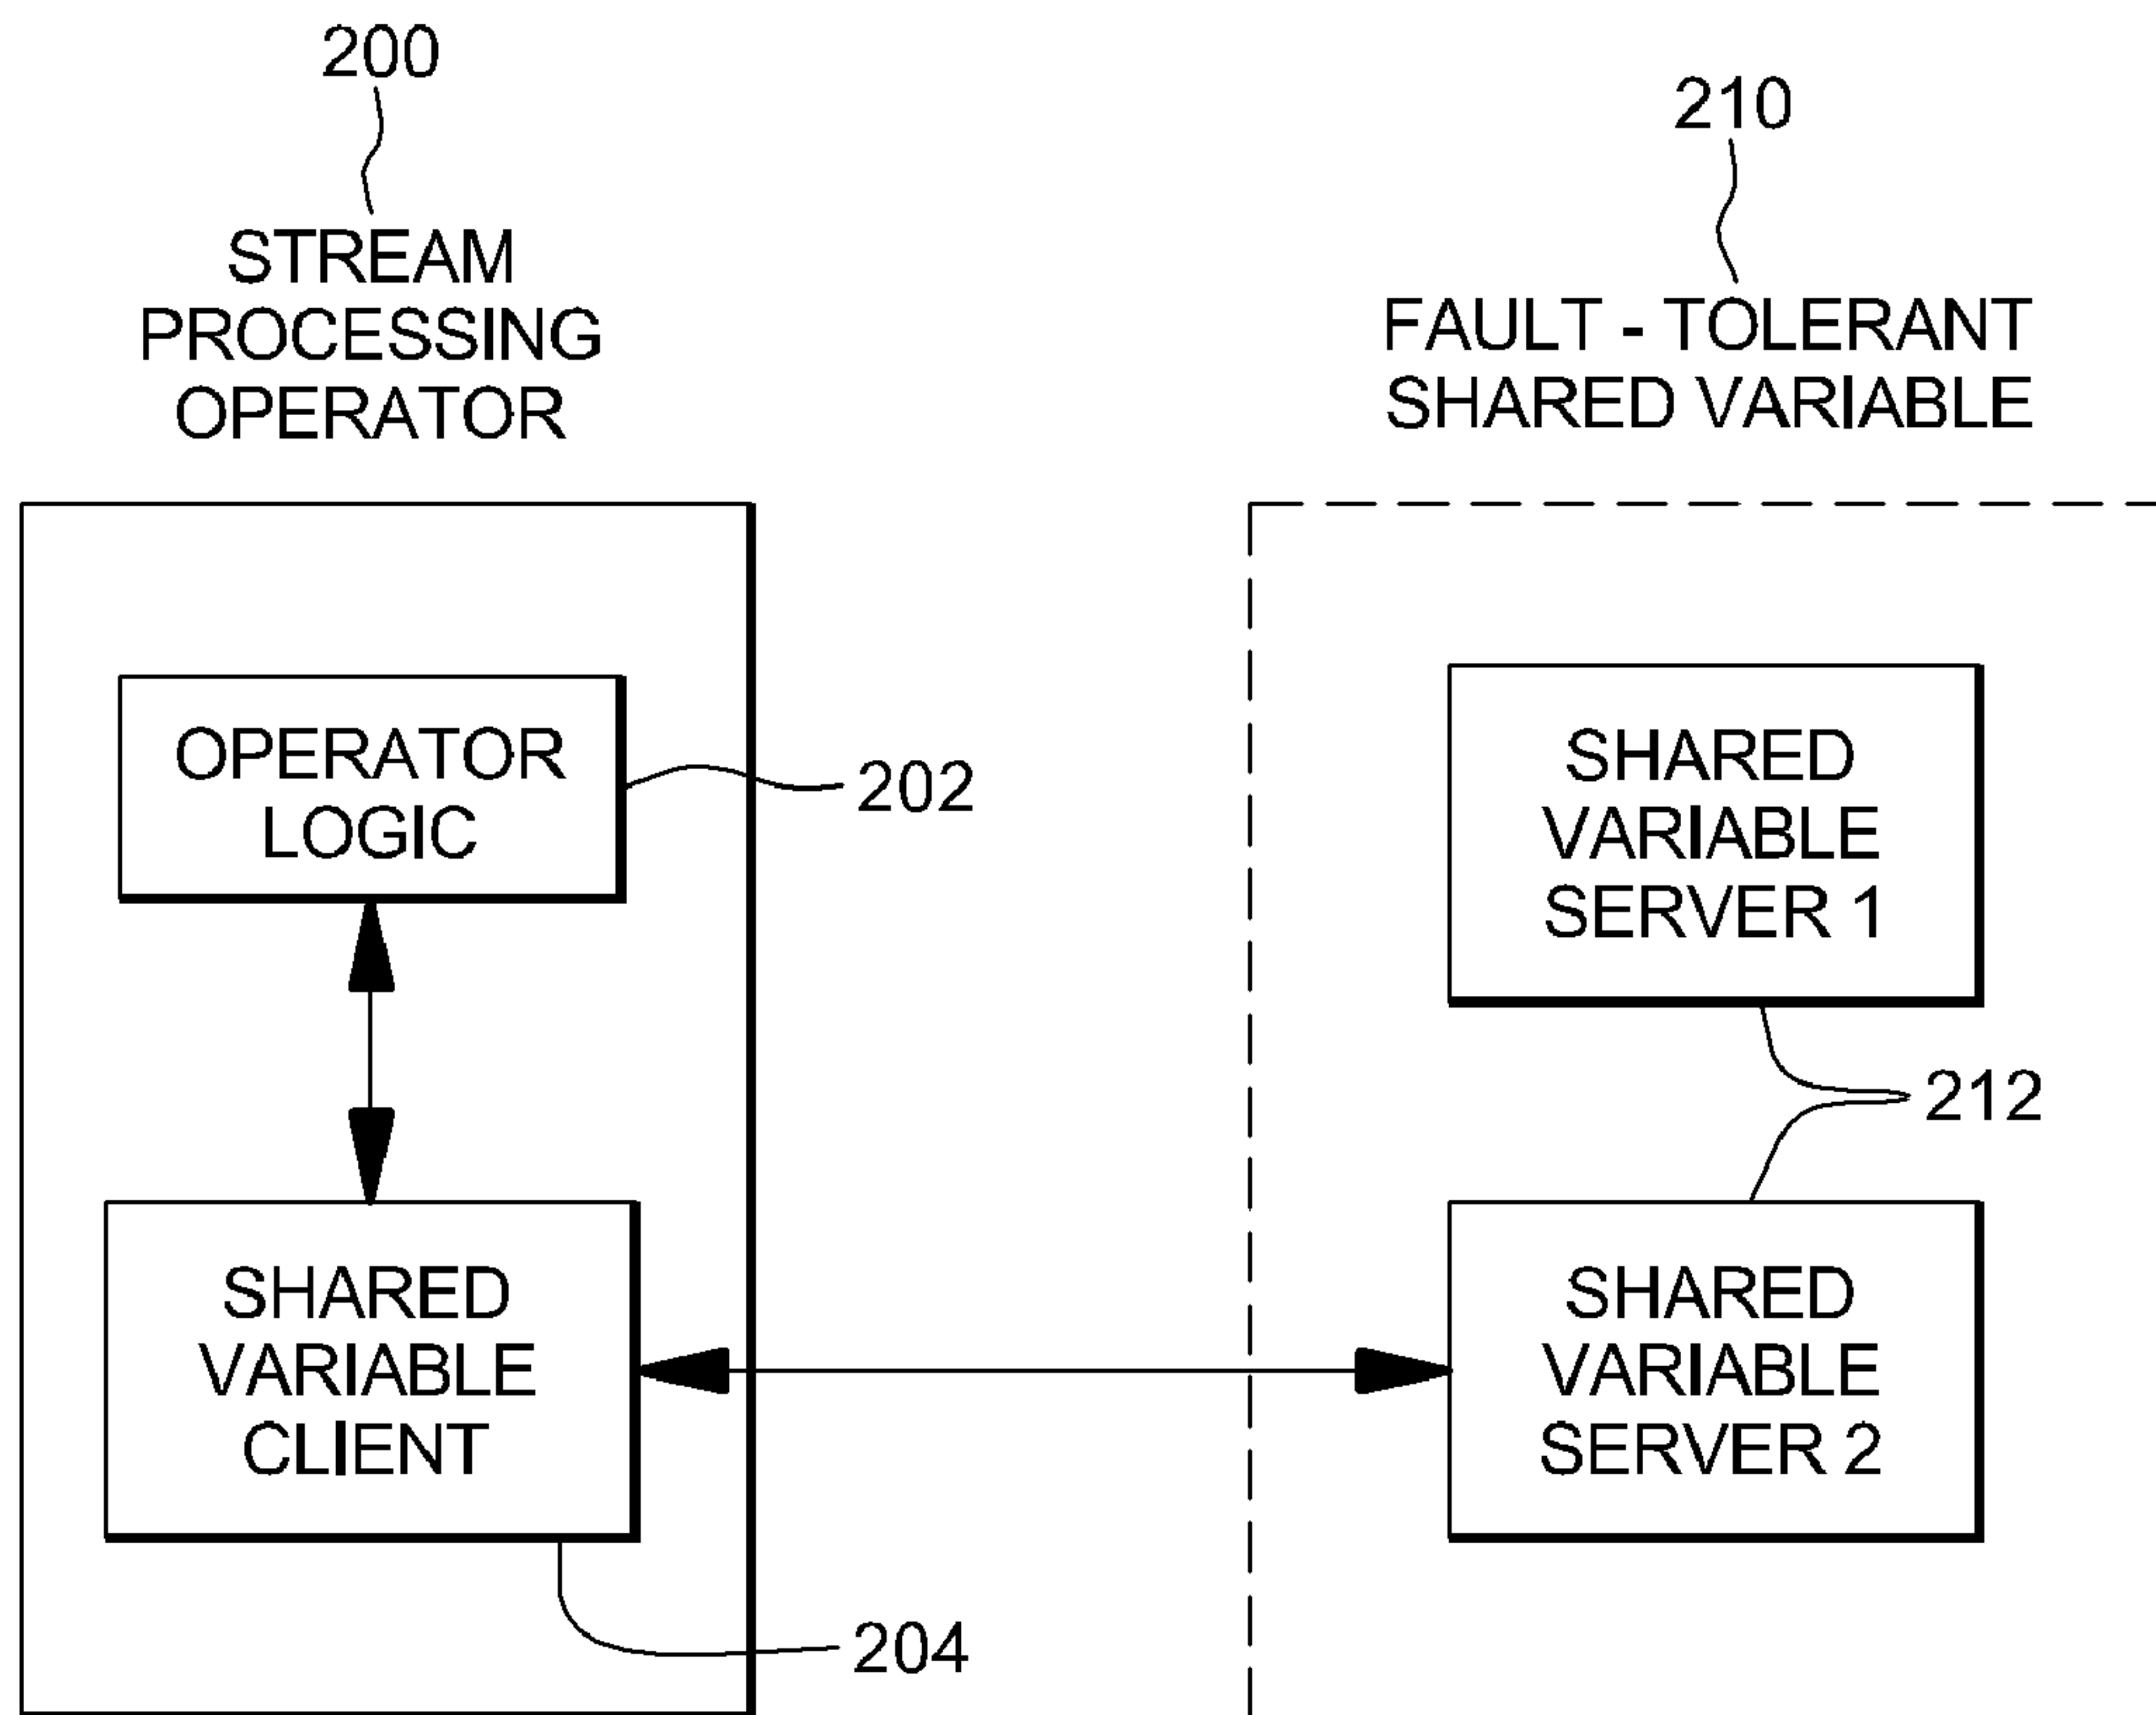 200
STREAM
PROCESSING
OPERATOR
210
FAULT - TOLERANT
SHARED VARIABLE
OPERATOR
LOGIC
202
SHARED
VARIABLE
SERVER 1
212
SHARED
VARIABLE
CLIENT
204
SHARED
VARIABLE
SERVER 2